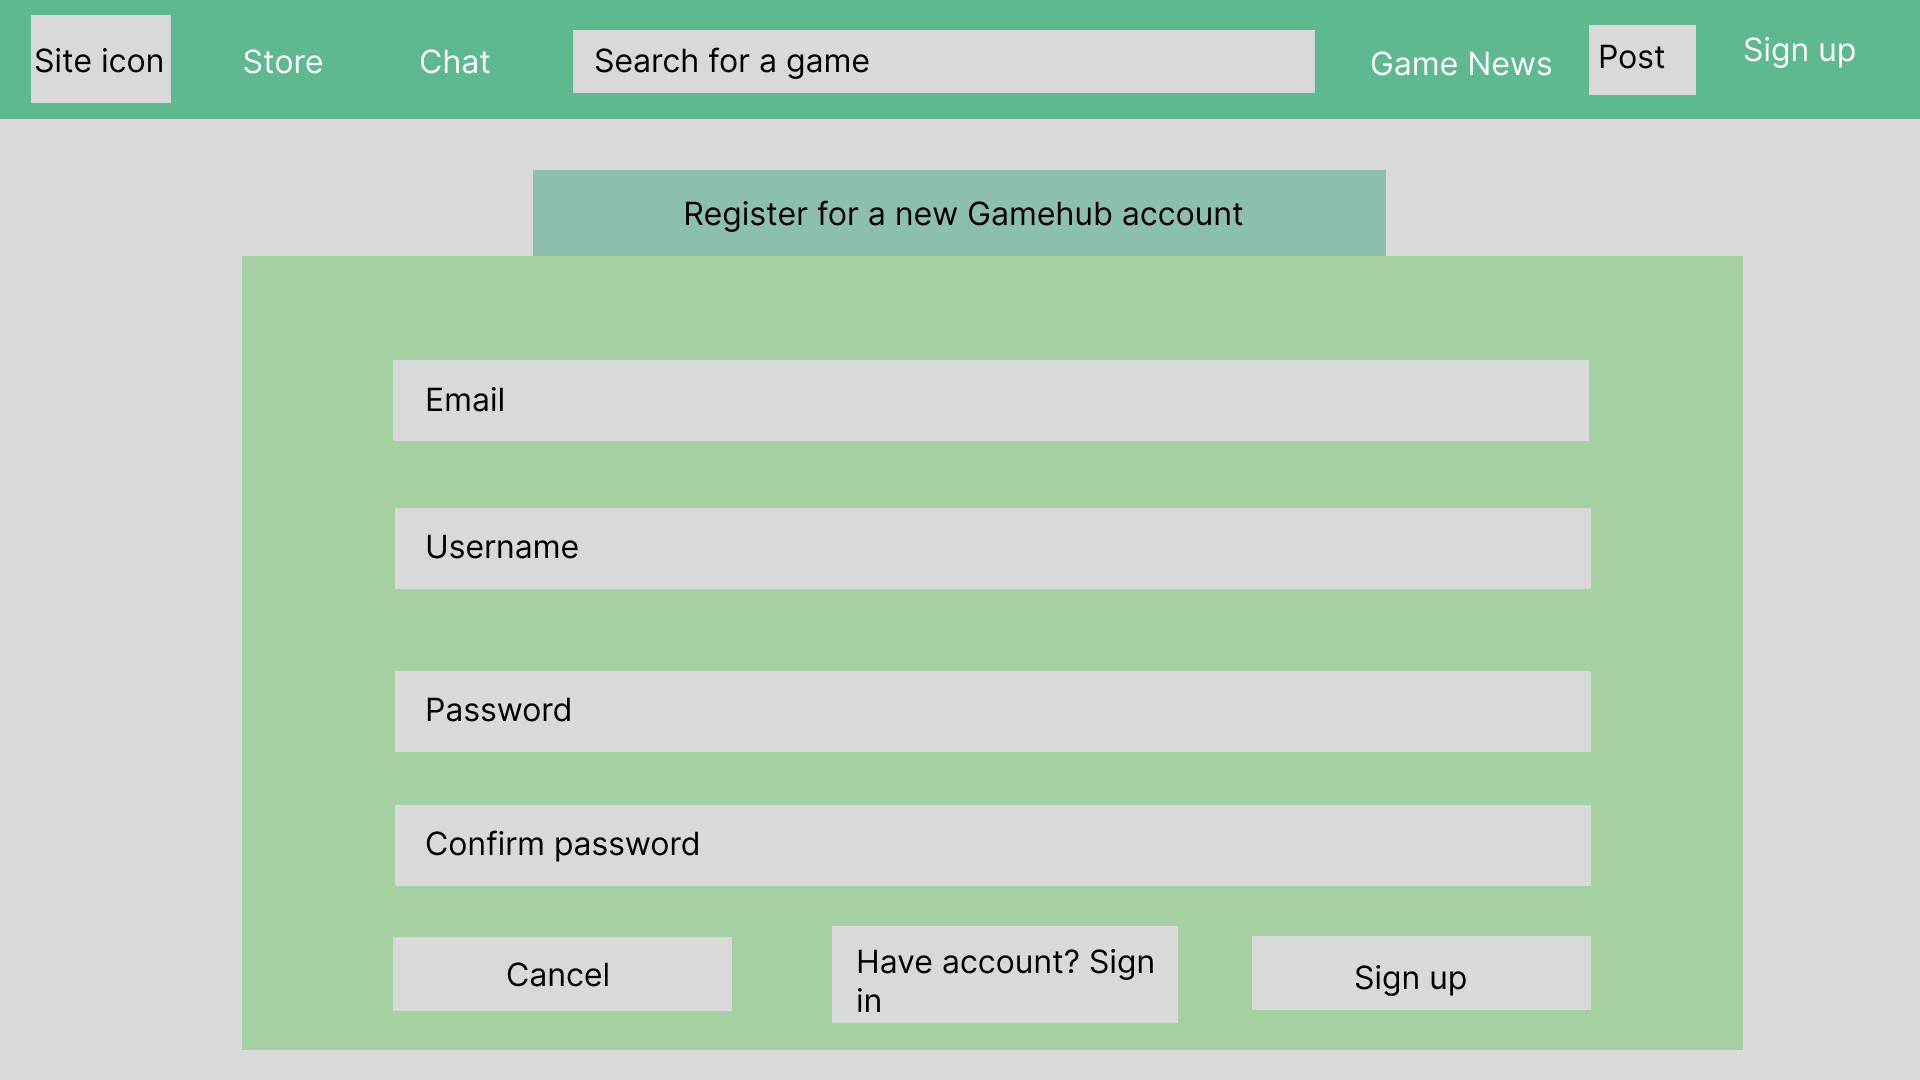 Site icon
Store
Chat
Search for a game
Game News
Post
Sign up
Register for a new Gamehub account
Email
Username
Password
Confirm password
Cancel
Have account? Sign
in
Sign up